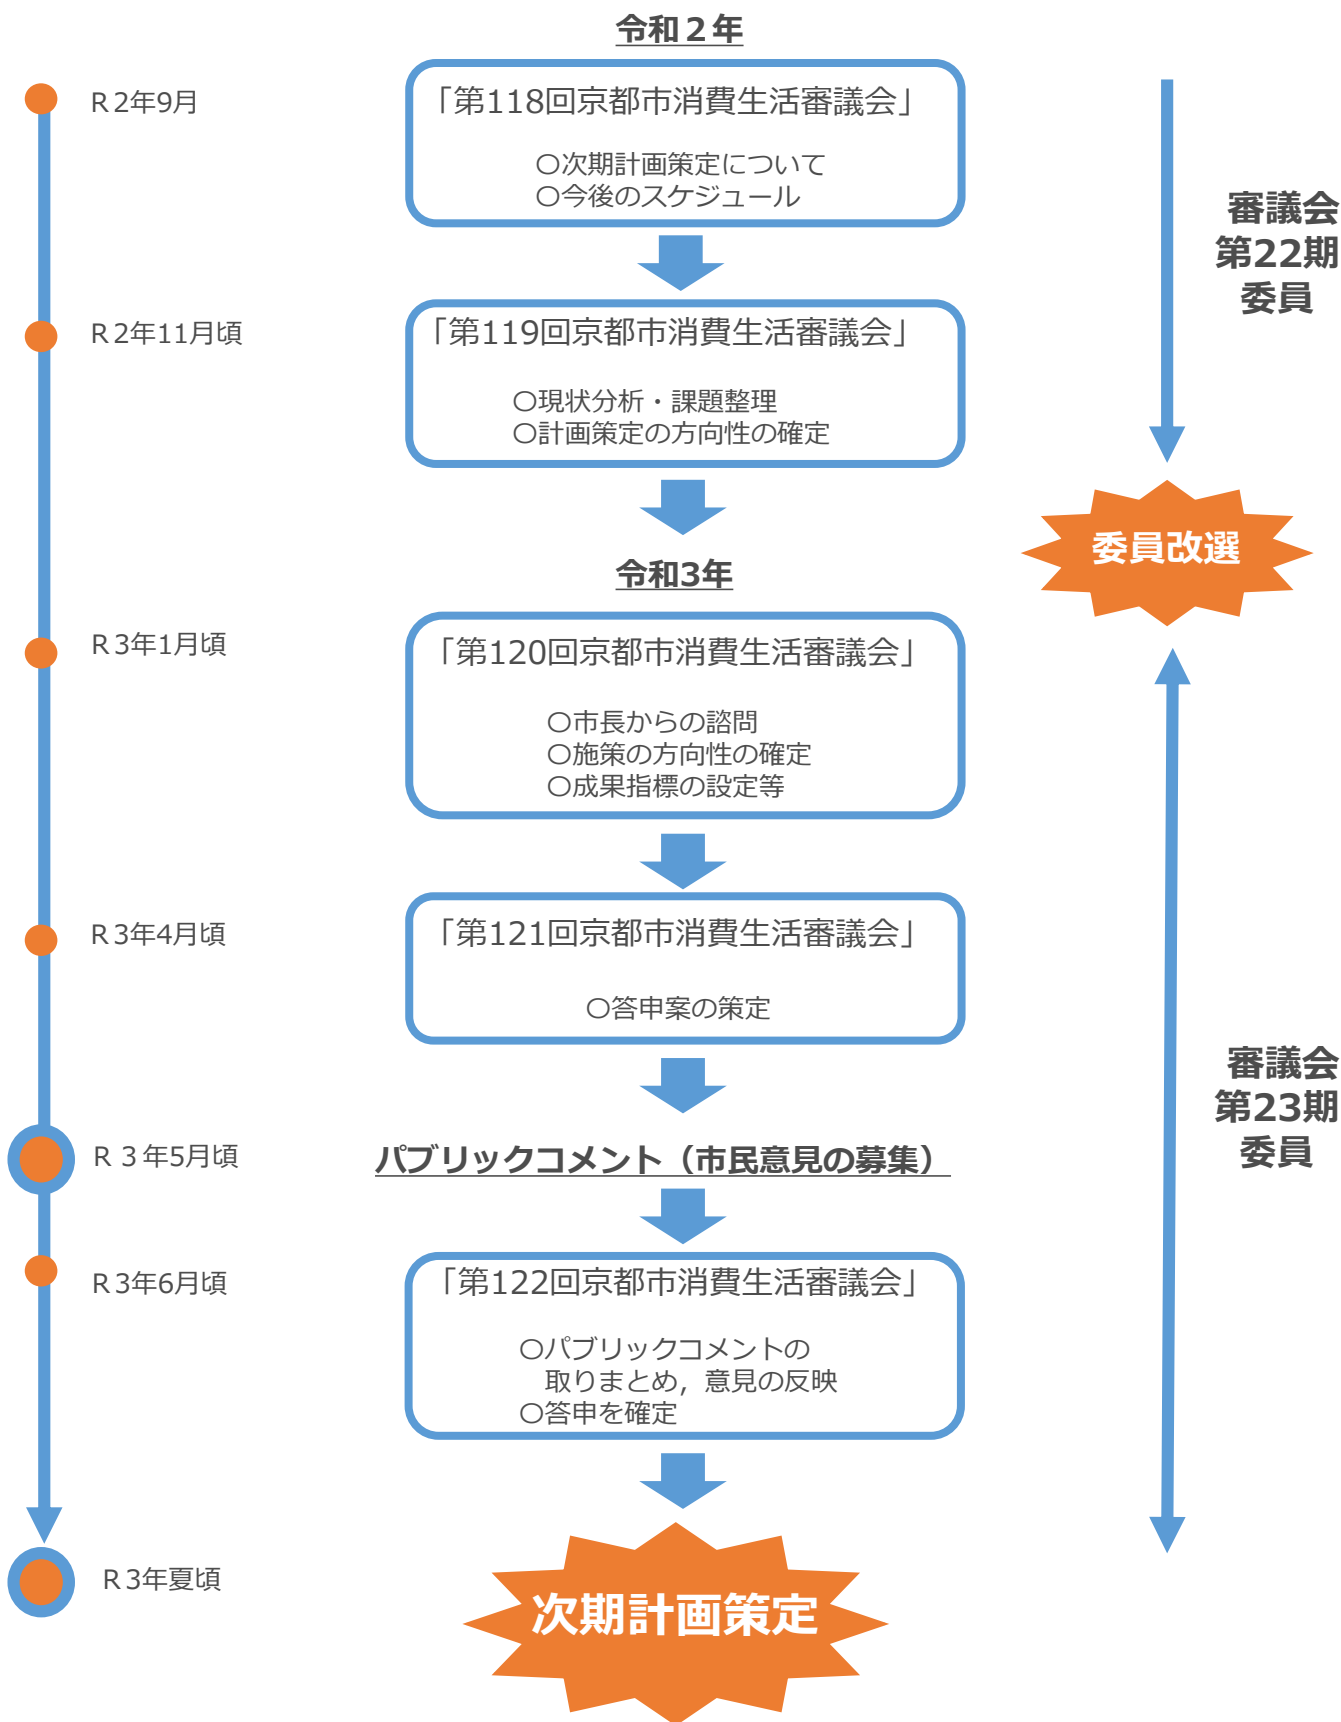 令和２年
Ｒ2年9月
「第118回京都市消費生活審議会」
〇次期計画策定について
〇今後のスケジュール
審議会
第22期
委員
Ｒ2年11月頃
「第119回京都市消費生活審議会」
〇現状分析・課題整理
〇計画策定の方向性の確定
委員改選
令和3年
Ｒ3年1月頃
「第120回京都市消費生活審議会」
〇市長からの諮問
〇施策の方向性の確定
〇成果指標の設定等
Ｒ3年4月頃
「第121回京都市消費生活審議会」
〇答申案の策定
審議会
第23期
委員
Ｒ３年5月頃
パブリックコメント（市民意見の募集）
Ｒ3年6月頃
「第122回京都市消費生活審議会」
〇パブリックコメントの
取りまとめ，意見の反映
〇答申を確定
Ｒ3年夏頃
次期計画策定